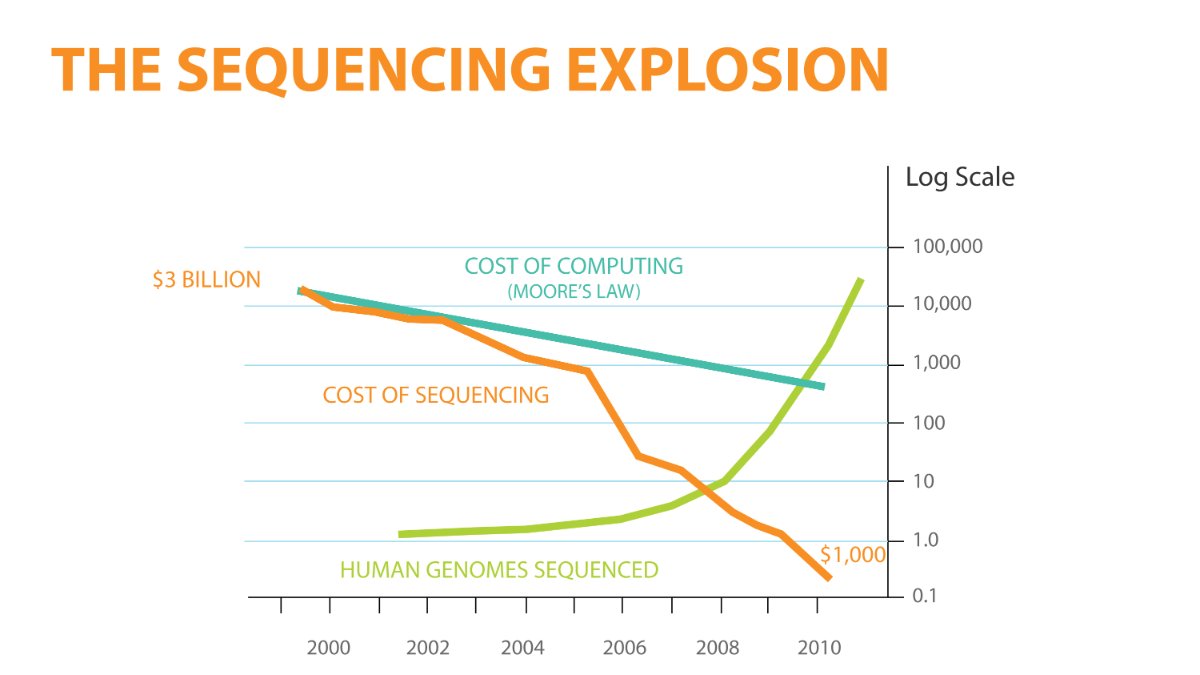 THE SEQUENCING EXPLOSION
Log Scale
100,000
$3 BILLION
COST OF COMPUTING
(MOORE'S LAW)
10,000
1,000
COST OF SEQUENCING
100
10
1.0
$1,000
HUMAN GENOMES SEQUENCED
0.1
2000 2002 2004 2006 2008 2010